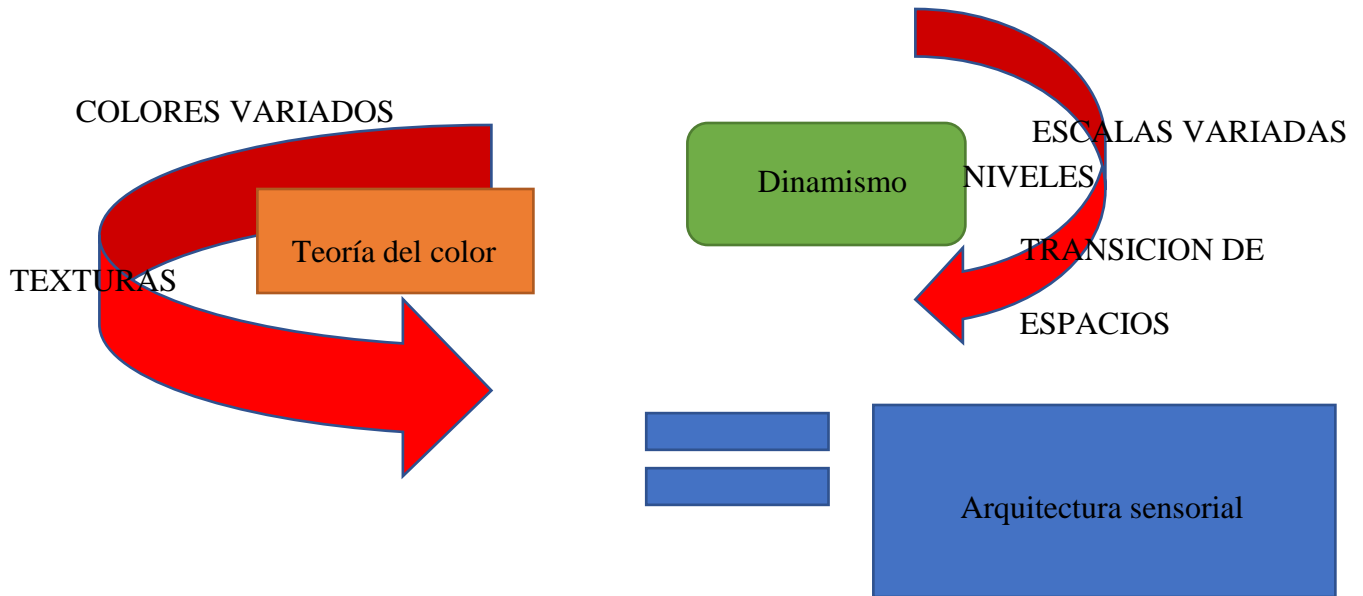 COLORES VARIADOS
Teoría del color
TEXTURAS
Dinamismo
ESCALAS VARIADAS
NIVELES
TRANSICION DE
ESPACIOS
Arquitectura sensorial